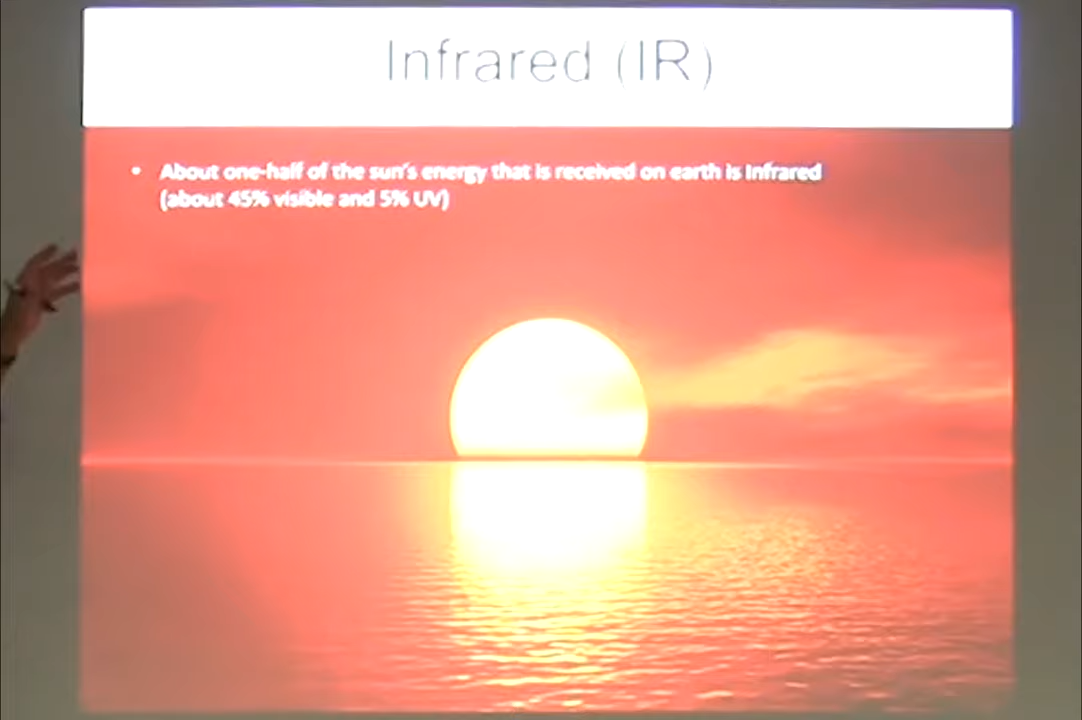 Infrared (IR)
• About one-half of the sun's energy that is received on earth is Infrared
(about 45% visible and 5% UV)